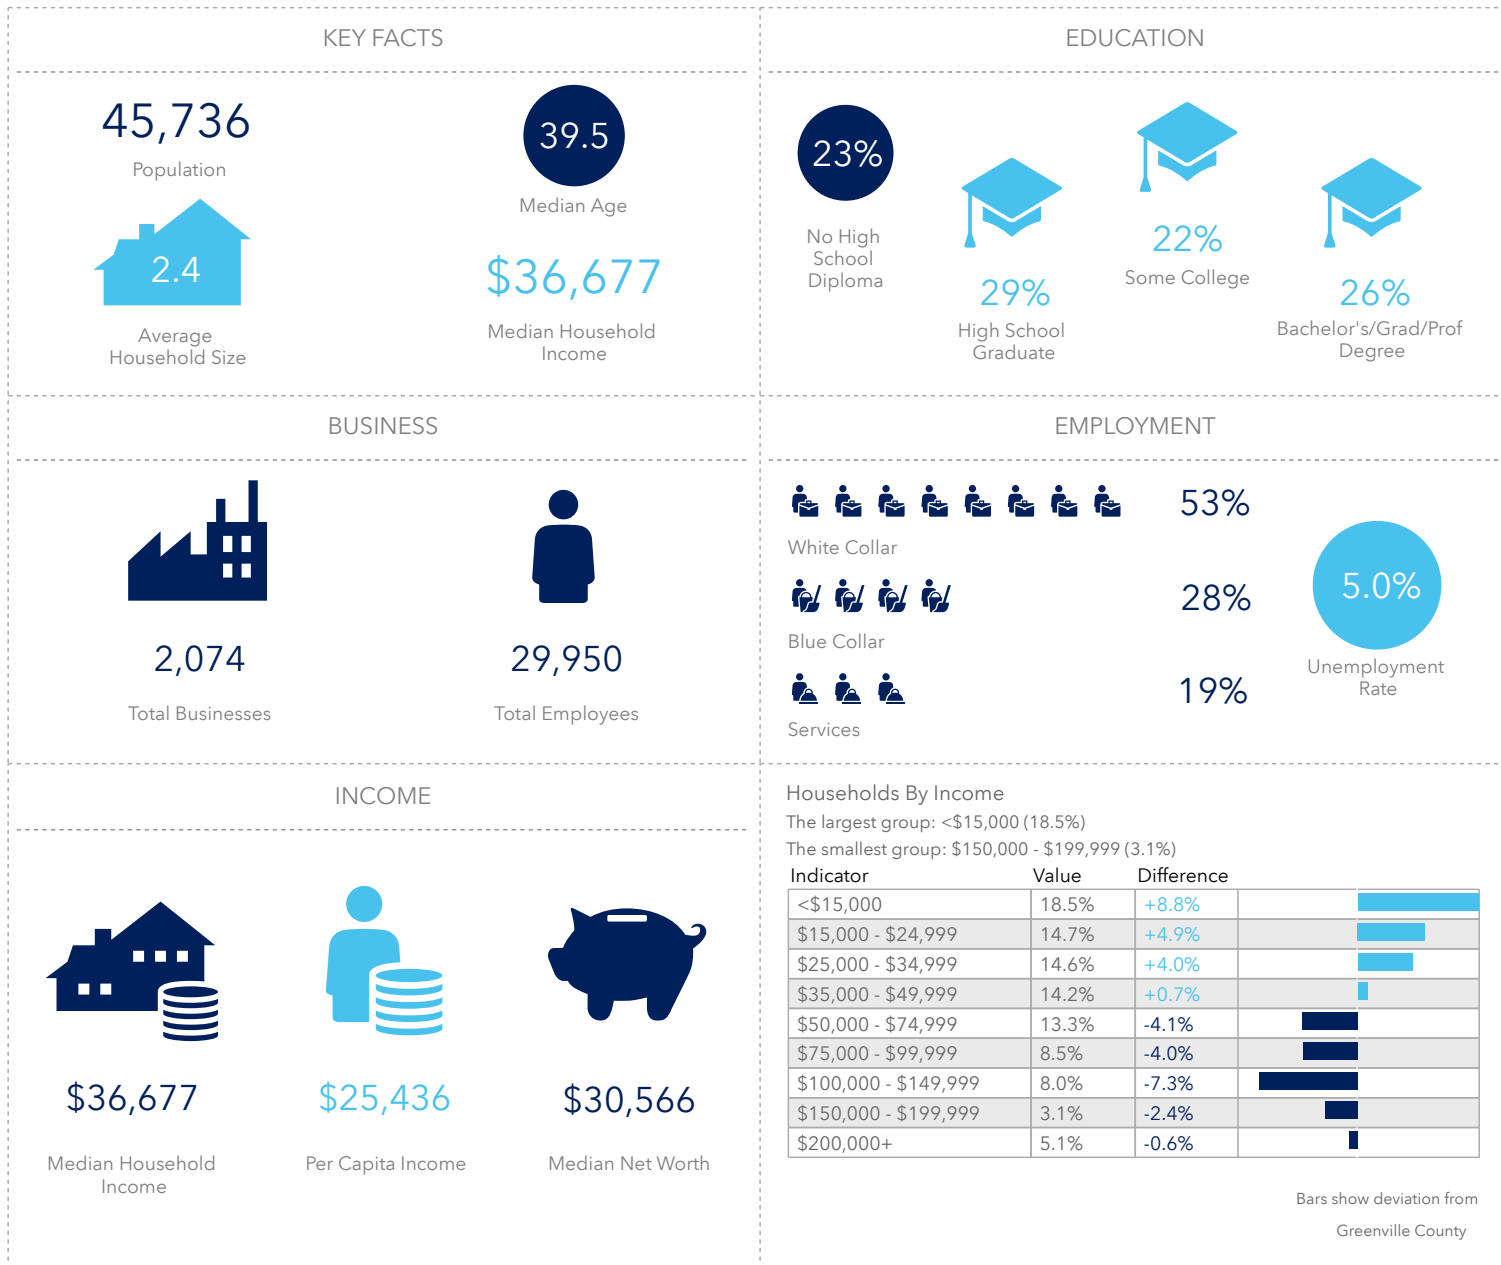 KEY FACTS
45,736
Population
39.5
Median Age
2.4
Average
Household Size
$36,677
Median Household
Income
EDUCATION
23%
No High
School
Diploma
29%
High School
Graduate
22%
Some College
26%
Bachelor's/Grad/Prof
Degree
BUSINESS
2,074
Total Businesses
29,950
Total Employees
EMPLOYMENT
53%
White Collar
28%
Blue Collar
19%
Services
5.0%
Unemployment
Rate
INCOME
$36,677
Median Household
Income
$25,436
Per Capita Income
$30,566
Median Net Worth
Households By Income
The largest group: <$15,000 (18.5%)
The smallest group: $150,000 - $199,999 (3.1%)
Indicator Value Difference
<$15,000 18.5% +8.8%
$15,000 - $24,999 14.7% +4.9%
$25,000 - $34,999 14.6% +4.0%
$35,000 - $49,999 14.2% +0.7%
$50,000 - $74,999 13.3% -4.1%
$75,000 - $99,999 8.5% -4.0%
$100,000 - $149,999 8.0% -7.3%
$150,000 - $199,999 3.1% -2.4%
$200,000+ 5.1% -0.6%
Bars show deviation from
Greenville County